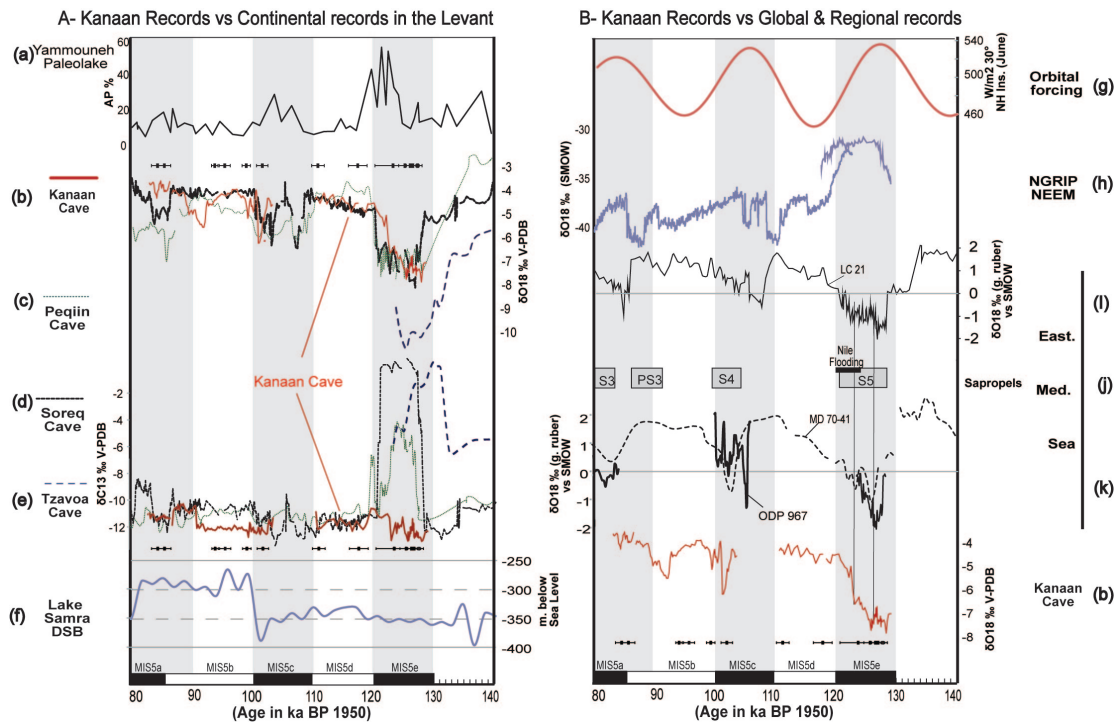 A- Kanaan Records vs Continental records in the Levant
(a) Yammouneh
Paleolake
AP %
60
40
20
0
(b)
Kanaan
Cave
-3
-4
-5
-6
-7
-8
-9
-10
δO18 ‰ V-PDB
(c)
Peqiin
Cave
Kanaan Cave
(d)
Soreq
Cave
-2
-4
-6
-8
-10
-12
δC13 ‰ V-PDB
(e)
Tzavoa
Cave
(f)
Lake
Samra
DSB
-250
-300
-350
-400
m. below
Sea Level
MIS5a
MIS5b
MIS5c
MIS5d
MIS5e
80
90
100
110
120
130
140
(Age in ka BP 1950)
B- Kanaan Records vs Global & Regional records
540
500
460
W/m2 30°
NH Ins. (June)
Orbital
forcing
(g)
-30
-35
-40
δO18 ‰ (SMOW)
NGRIP
NEEM
(h)
LC 21
2
1
0
-1
-2
δO18 ‰ (g. ruber)
vs SMOW
(I)
East.
Nile
Flooding
S3
PS3
S4
S5
Sapropels
Med.
(j)
2
1
0
-1
-2
δO18 ‰ (g. ruber)
vs SMOW
MD 70-41
ODP 967
Sea
(k)
-4
-5
-6
-7
-8
δO18 ‰ V-PDB
Kanaan
Cave
(b)
MIS5a
MIS5b
MIS5c
MIS5d
MIS5e
80
90
100
110
120
130
140
(Age in ka BP 1950)